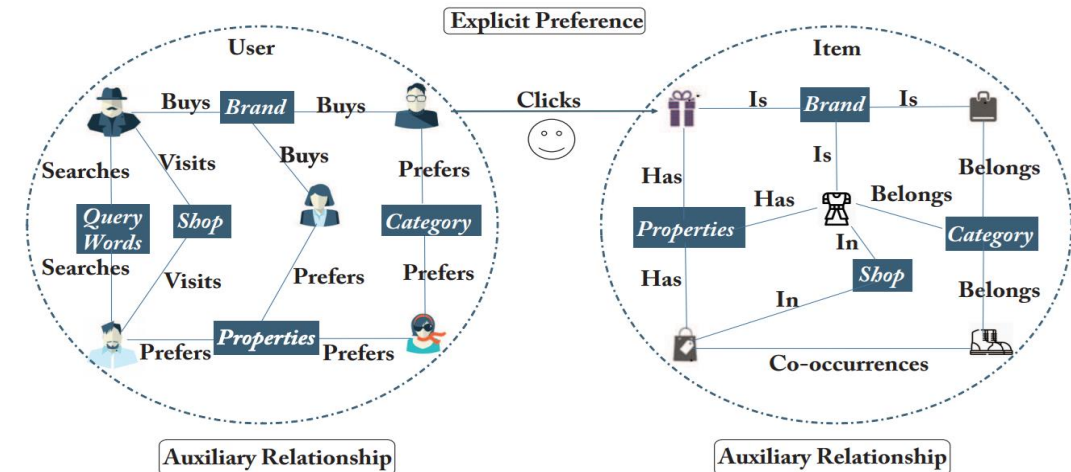 Explicit Preference
User
Item
Buys
Brand
Buys
Clicks
Is
Brand
Is
Searches
Visits
Buys
Prefers
Has
Is
Belongs
Query
Words
Shop
Category
Properties
Has
Belongs
Category
Searches
Visits
Prefers
Prefers
Has
In
In
Shop
Belongs
Prefers
Properties
Prefers
Co-occurrences
Auxiliary Relationship
Auxiliary Relationship